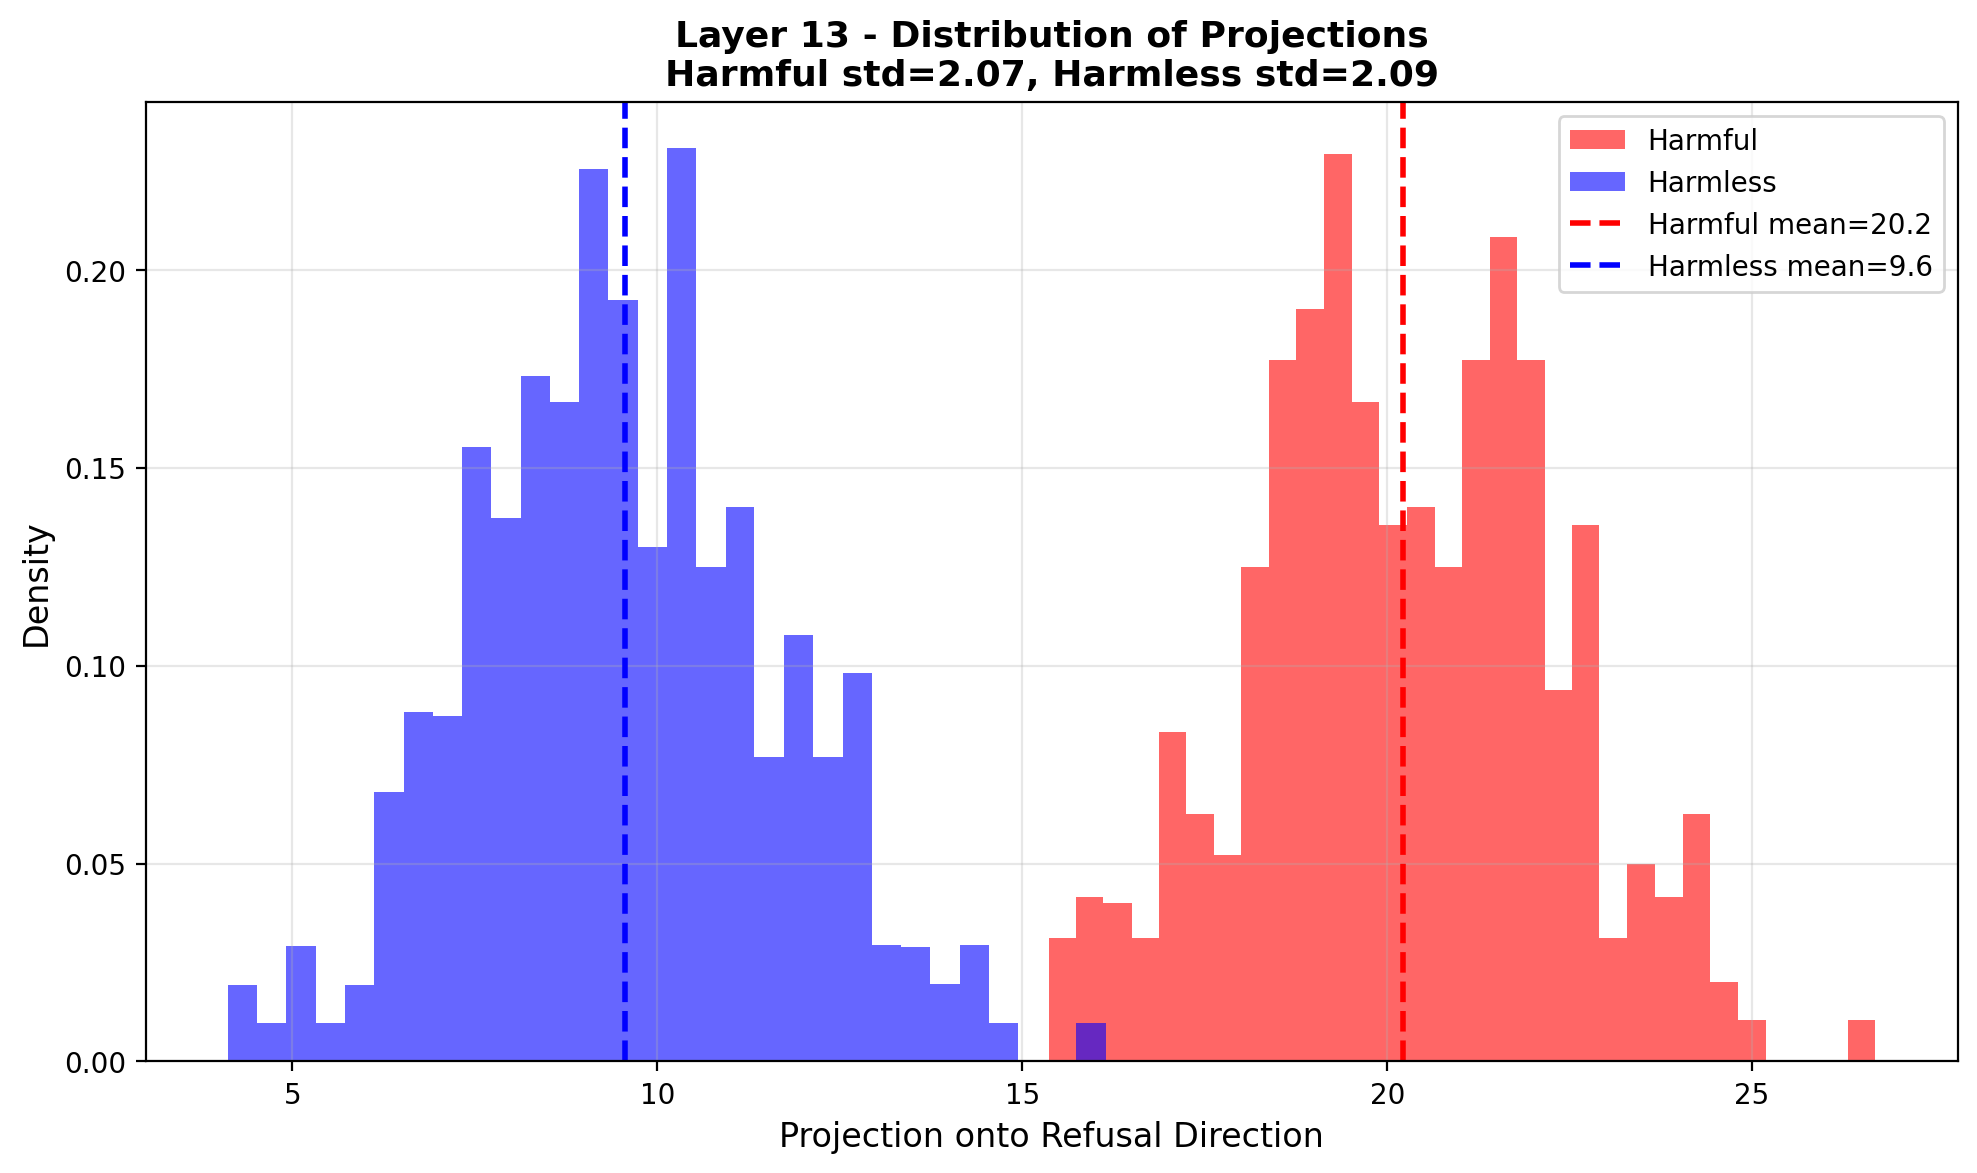 Layer 13 - Distribution of Projections
Harmful std=2.07, Harmless std=2.09
Harmful
Harmless
Harmful mean=20.2
Harmless mean=9.6
Density
0.20
0.15
0.10
0.05
0.00
5 10 15 20 25
Projection onto Refusal Direction